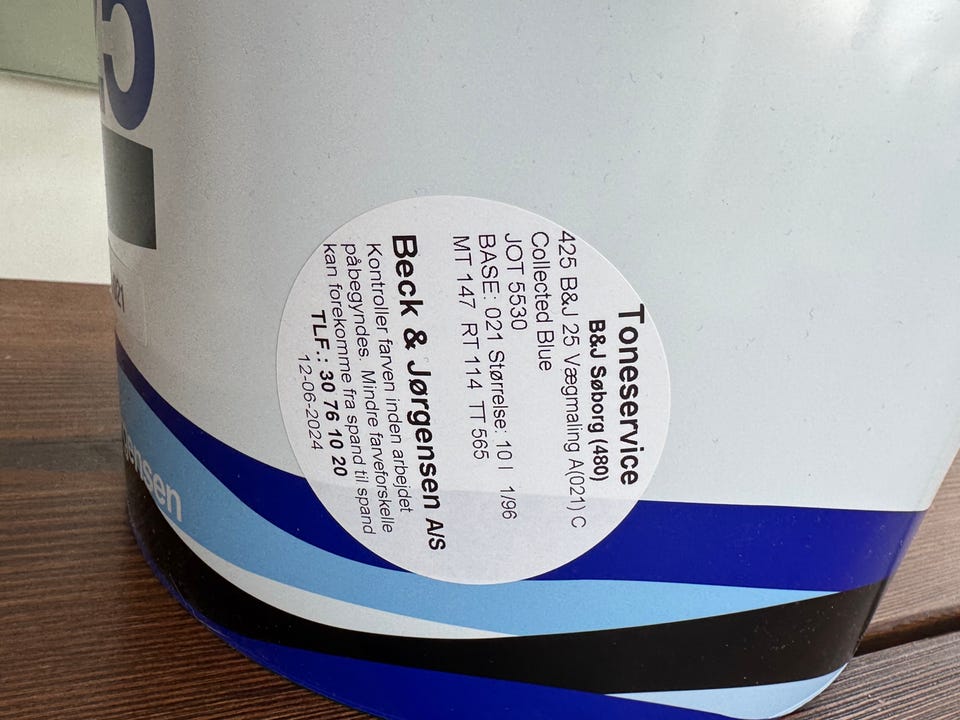 Toneservice
B&J Søborg (480)
425 B&J 25 Vægmaling A(021) C
Collected Blue
JOT 5530
BASE: 021 Størrelse: 10 l 1/96
MT 147 RT 114 TT 565
Beck & Jørgensen A/S
Kontroller farven inden arbejdet
påbegyndes. Mindre farveforskelle
kan forekomme fra spand til spand
TLF.: 30 76 10 20
12-06-2024
5